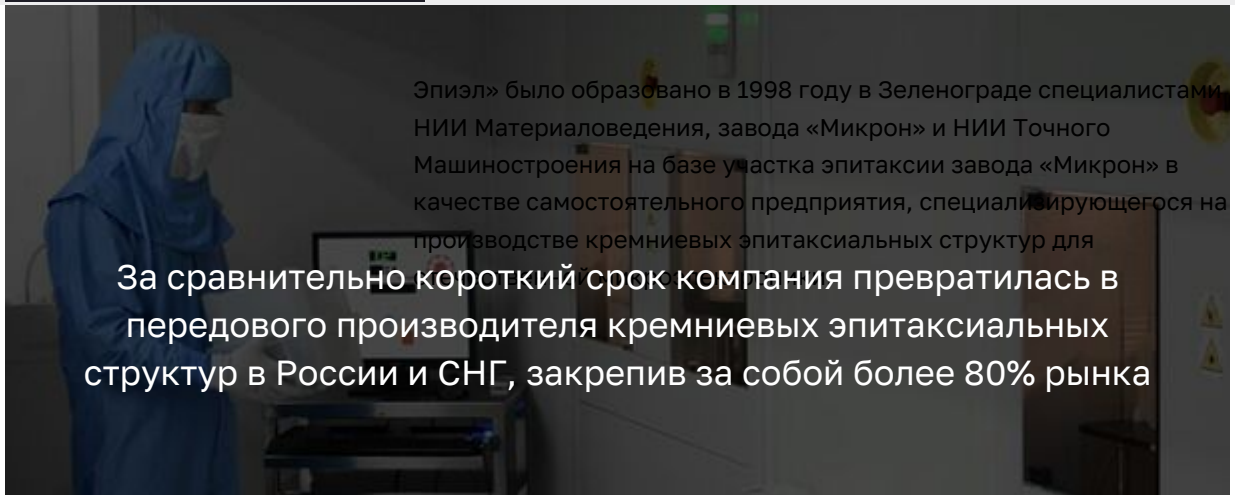 Эпиэл» было образовано в 1998 году в Зеленограде специалистами
НИИ Материаловедения, завода «Микрон» и НИИ Точного
Машиностроения на базе участка эпитаксии завода «Микрон» в
качестве самостоятельного предприятия, специализирующегося на
производстве кремниевых эпитаксиальных структур для
За сравнительно короткий срок компания превратилась в
передового производителя кремниевых эпитаксиальных
структур в России и СНГ, закрепив за собой более 80% рынка